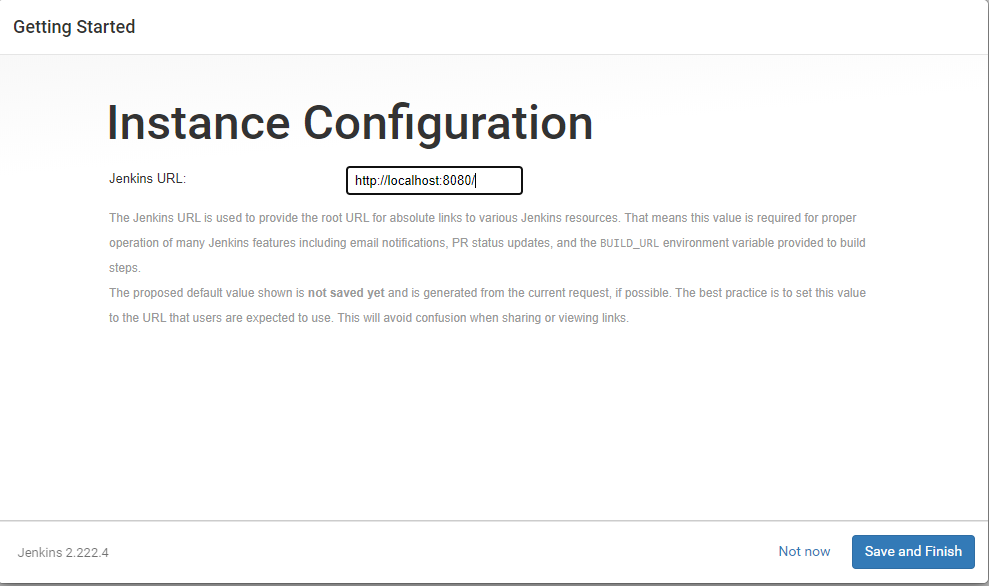 Getting Started
Instance Configuration
Jenkins URL:
http://localhost:8080/
The Jenkins URL is used to provide the root URL for absolute links to various Jenkins resources. That means this value is required for proper
operation of many Jenkins features including email notifications, PR status updates, and the BUILD_URL environment variable provided to build
steps.
The proposed default value shown is not saved yet and is generated from the current request, if possible. The best practice is to set this value
to the URL that users are expected to use. This will avoid confusion when sharing or viewing links.
Jenkins 2.222.4
Not now
Save and Finish